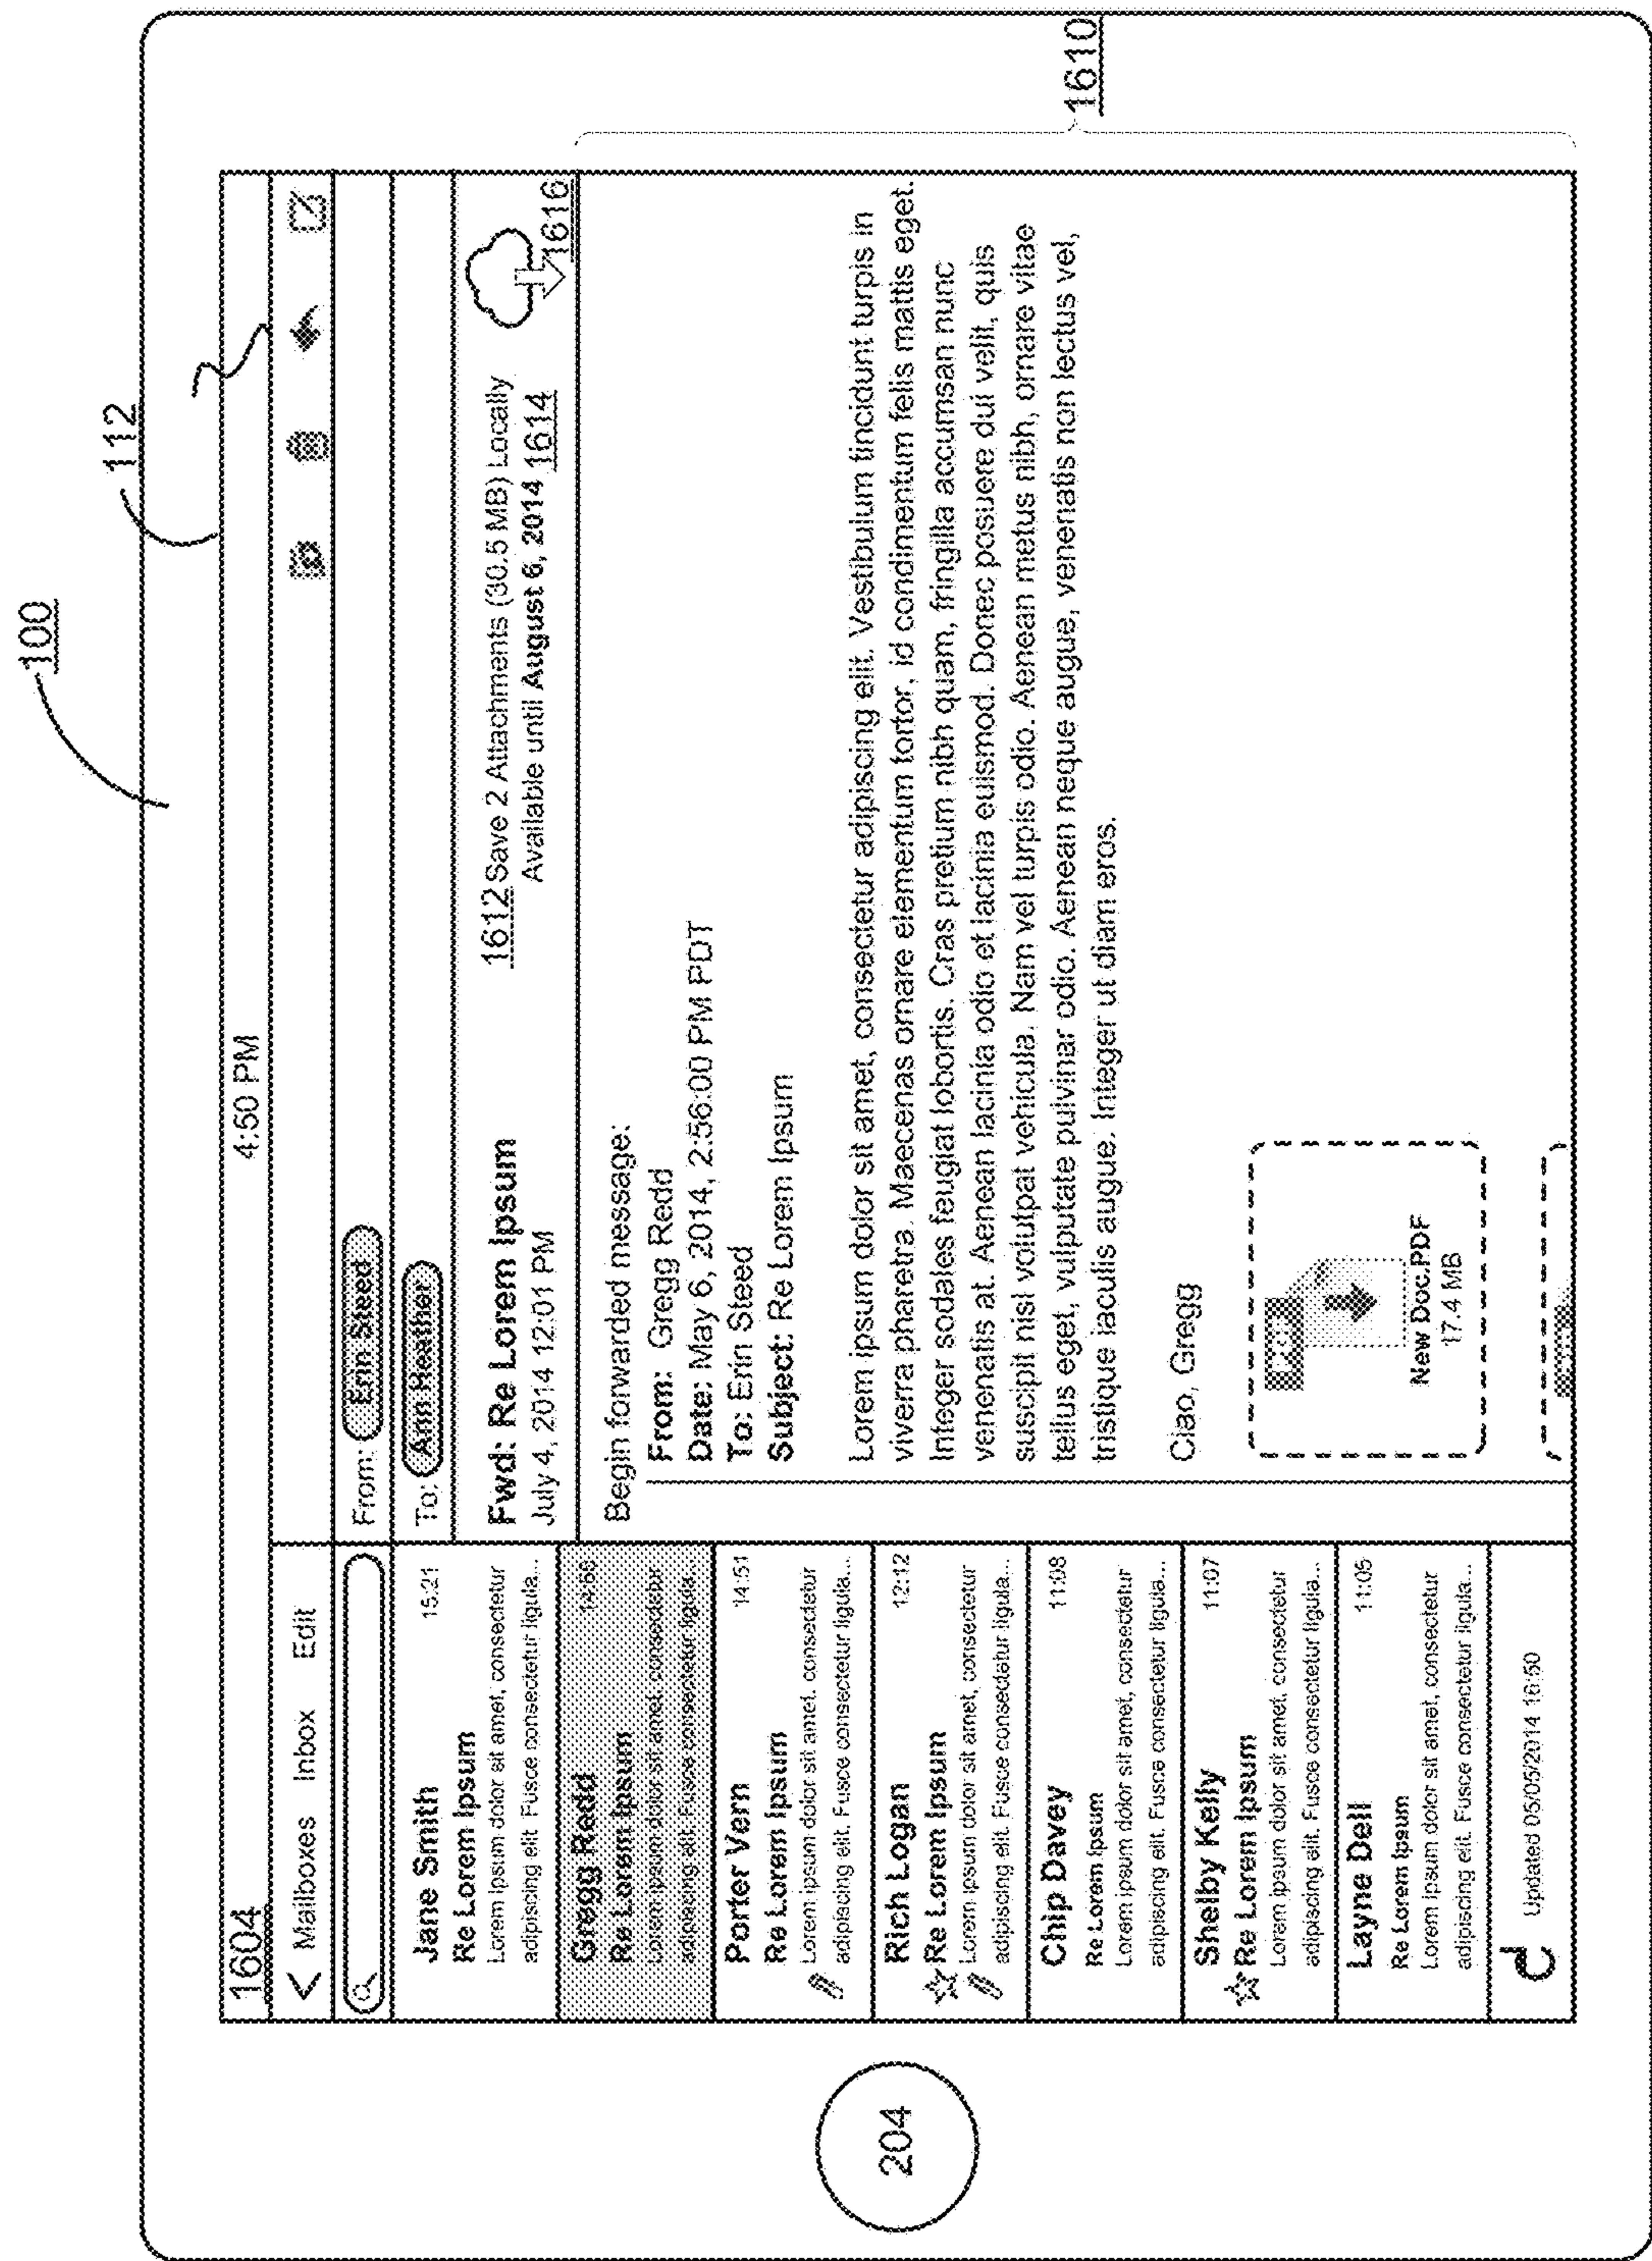 100
112
1604
4:50 PM
< Mailboxes Inbox Edit
Jane Smith 15:21
Re Lorem Ipsum
Lorem ipsum dolor sit amet, consectetur
adipiscing elit. Fusce consectetur ligula...
Gregg Redd
Re Lorem Ipsum
Lorem ipsum dolor sit amet, consectetur
adipiscing elit. Fusce consectetur ligula...
Porter Vern 14:51
Re Lorem Ipsum
Lorem ipsum dolor sit amet, consectetur
adipiscing elit. Fusce consectetur ligula...
Rich Logan 12:12
Re Lorem Ipsum
Lorem ipsum dolor sit amet, consectetur
adipiscing elit. Fusce consectetur ligula...
Chip Davey 11:08
Re Lorem Ipsum
Lorem ipsum dolor sit amet, consectetur
adipiscing elit. Fusce consectetur ligula...
Shelby Kelly 11:07
Re Lorem Ipsum
Lorem ipsum dolor sit amet, consectetur
adipiscing elit. Fusce consectetur ligula...
Layne Dell 11:05
Re Lorem Ipsum
Lorem ipsum dolor sit amet, consectetur
adipiscing elit. Fusce consectetur ligula...
Updated 16:50
From: Erin Steed
To: Ann Heather
Fwd: Re Lorem Ipsum
July 4, 2014 12:01 PM
1612 Save 2 Attachments (30.5 MB) Locally
Available until August 6, 2014 1614
1616
Begin forwarded message:
From: Gregg Redd
Date: May 6, 2014, 2:56:00 PM PDT
To: Erin Steed
Subject: Re Lorem Ipsum
Lorem ipsum dolor sit amet, consectetur adipiscing elit. Vestibulum tincidunt turpis in
viverra pharetra. Maecenas ornare elementum tortor, id condimentum felis mattis eget.
Integer sodales feugiat lobortis. Cras pretium nibh quam, fringilla accumsan nunc
venenatis at. Aenean lacinia odio et lacinia euismod. Donec posuere dui velit, quis
suscipit nisl volutpat vehicula. Nam vel turpis odio. Aenean metus nibh, ornare vitae
tellus eget, vulputate pulvinar odio. Aenean neque augue, venenatis non lectus vel,
tristique iaculis augue. Integer ut diam eros.
Ciao, Gregg
New Doc.PDF
17.4 MB
1610
204